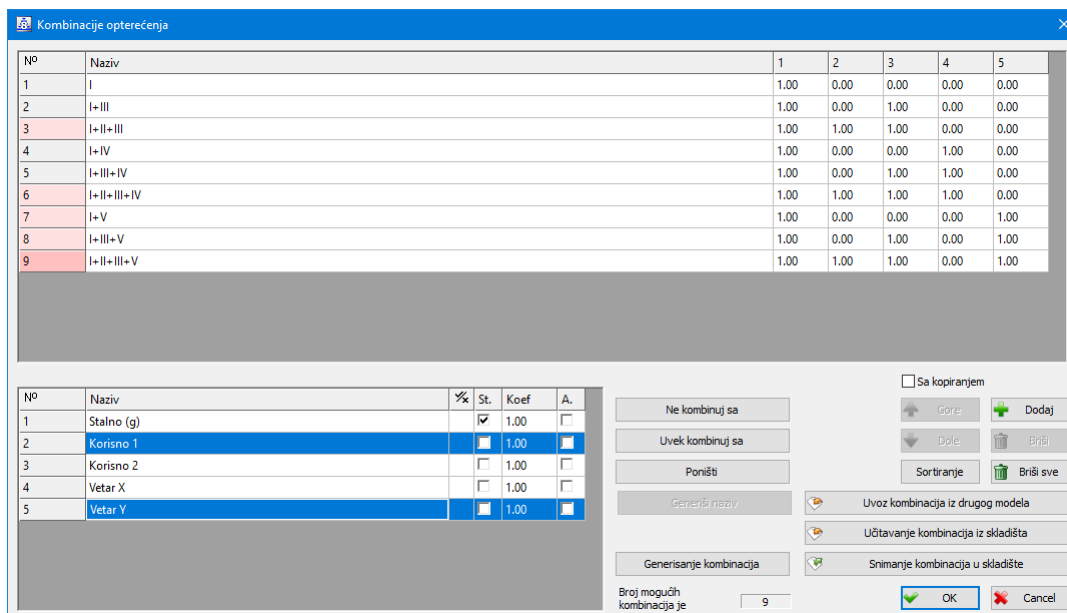 Kombinacije opterećenja
Nº Naziv 1 2 3 4 5
1 I 1.00 0.00 0.00 0.00 0.00
2 I+III 1.00 0.00 1.00 0.00 0.00
3 I+II+III 1.00 1.00 1.00 0.00 0.00
4 I+IV 1.00 0.00 0.00 1.00 0.00
5 I+III+IV 1.00 0.00 1.00 1.00 0.00
6 I+II+III+IV 1.00 1.00 1.00 1.00 0.00
7 I+V 1.00 0.00 0.00 0.00 1.00
8 I+III+V 1.00 0.00 1.00 0.00 1.00
9 I+II+III+V 1.00 1.00 1.00 0.00 1.00
Nº Naziv St. Koef A.
1 Stalno (g) 1.00
2 Korisno 1 1.00
3 Korisno 2 1.00
4 Vetar X 1.00
5 Vetar Y 1.00
Ne kombinuj sa
Uvek kombinuj sa
Poništi
Generiši naziv
Generisanje kombinacija
Broj mogućih
kombinacija je 9
Sa kopiranjem
Gore Dodaj
Dole Briši
Sortiranje Briši sve
Uvoz kombinacija iz drugog modela
Učitavanje kombinacija iz skladišta
Snimanje kombinacija u skladište
OK Cancel